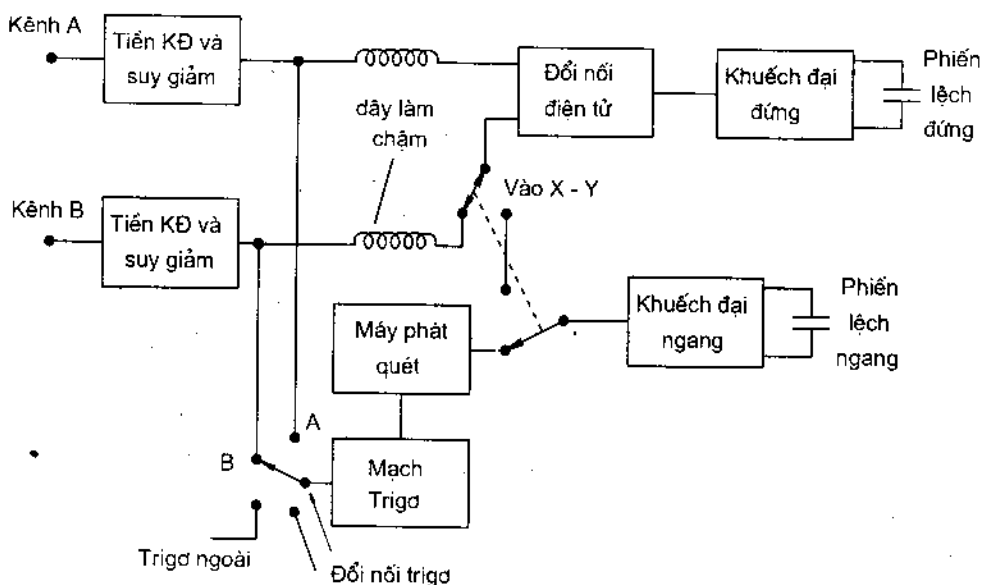 Kênh A
Tiền KĐ và
suy giảm
Đổi nối
điện tử
Khuếch đại
đứng
Phiến
lệch
đứng
dây làm
chậm
Vào X - Y
Kênh B
Tiền KĐ và
suy giảm
Máy phát
quét
Khuếch đại
ngang
Phiến
lệch
ngang
A
B
Mạch
Trigơ
Trigơ ngoài
Đổi nối trigơ